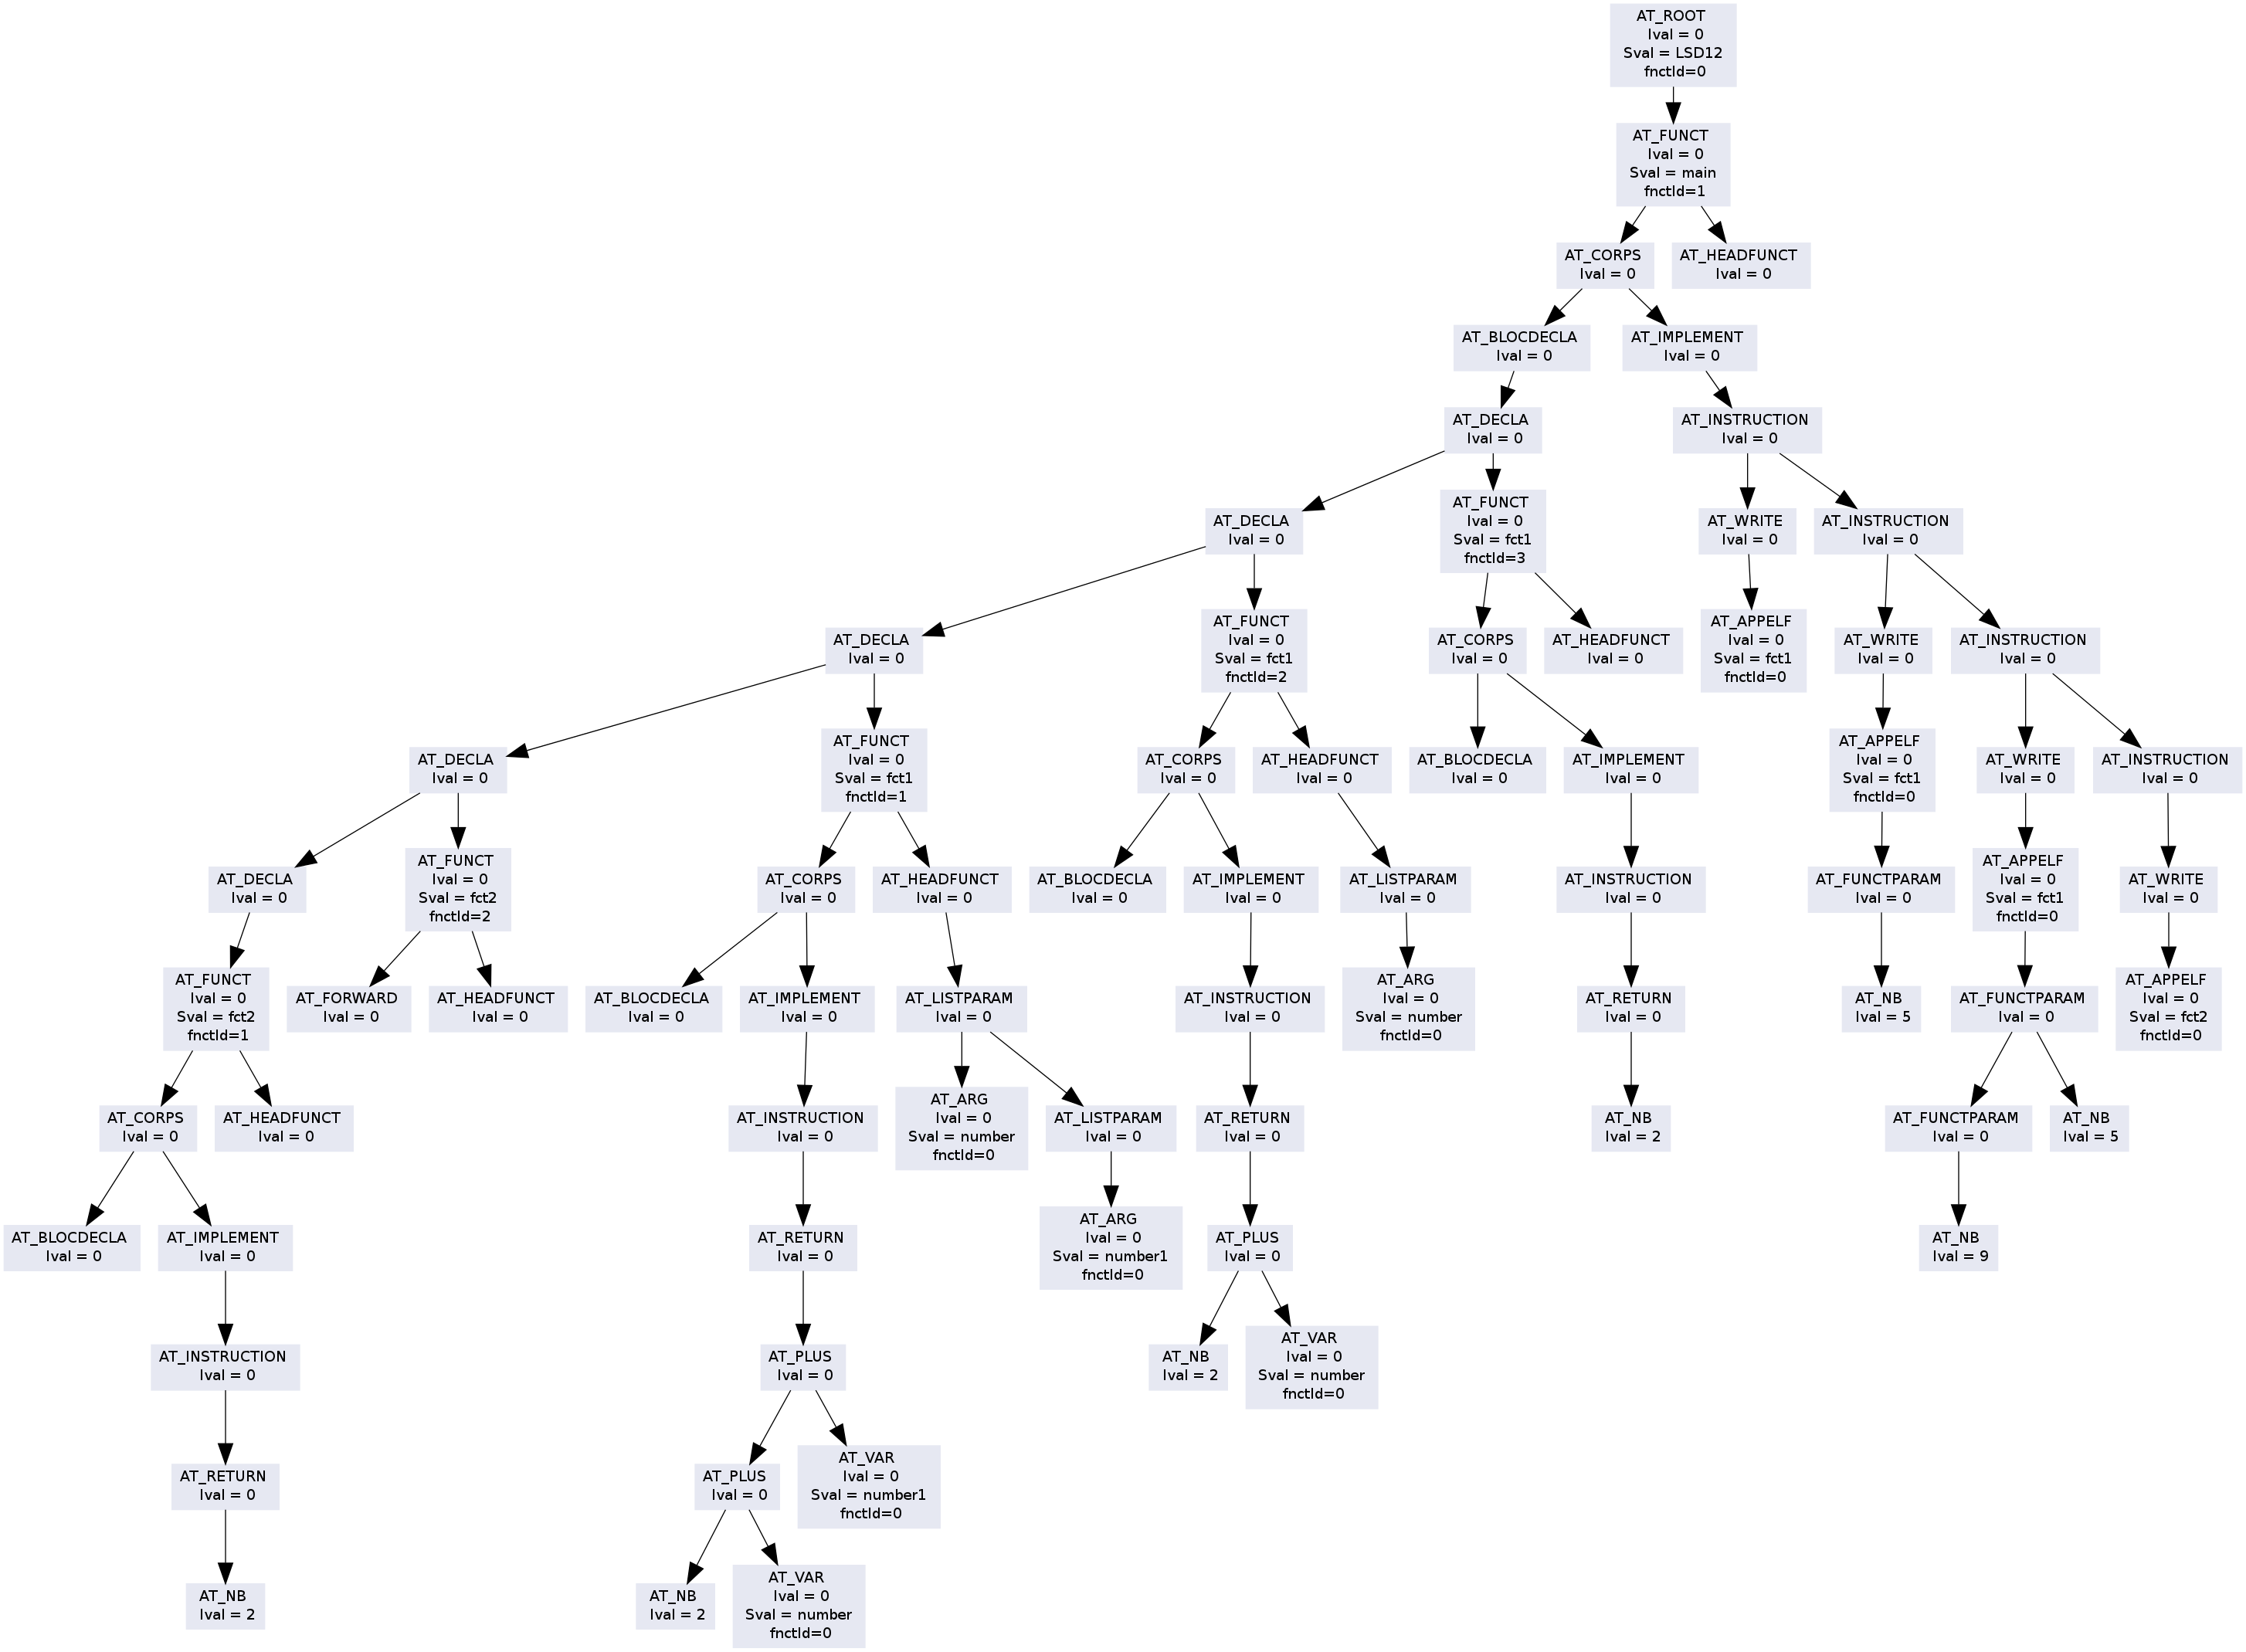 AT_ROOT
Ival = 0
Sval = LSD12
fnctId=0
AT_FUNCT
Ival = 0
Sval = main
fnctId=1
AT_CORPS
Ival = 0
AT_HEADFUNCT
Ival = 0
AT_BLOCDECLA
Ival = 0
AT_IMPLEMENT
Ival = 0
AT_DECLA
Ival = 0
AT_INSTRUCTION
Ival = 0
AT_DECLA
Ival = 0
AT_FUNCT
Ival = 0
Sval = fct1
fnctId=3
AT_WRITE
Ival = 0
AT_INSTRUCTION
Ival = 0
AT_DECLA
Ival = 0
AT_FUNCT
Ival = 0
Sval = fct1
fnctId=2
AT_CORPS
Ival = 0
AT_HEADFUNCT
Ival = 0
AT_APPELF
Ival = 0
Sval = fct1
fnctId=0
AT_WRITE
Ival = 0
AT_INSTRUCTION
Ival = 0
AT_DECLA
Ival = 0
AT_FUNCT
Ival = 0
Sval = fct1
fnctId=1
AT_CORPS
Ival = 0
AT_HEADFUNCT
Ival = 0
AT_BLOCDECLA
Ival = 0
AT_IMPLEMENT
Ival = 0
AT_APPELF
Ival = 0
Sval = fct1
fnctId=0
AT_WRITE
Ival = 0
AT_INSTRUCTION
Ival = 0
AT_DECLA
Ival = 0
AT_FUNCT
Ival = 0
Sval = fct2
fnctId=2
AT_CORPS
Ival = 0
AT_HEADFUNCT
Ival = 0
AT_BLOCDECLA
Ival = 0
AT_IMPLEMENT
Ival = 0
AT_LISTPARAM
Ival = 0
AT_INSTRUCTION
Ival = 0
AT_FUNCTPARAM
Ival = 0
AT_APPELF
Ival = 0
Sval = fct1
fnctId=0
AT_WRITE
Ival = 0
AT_FUNCT
Ival = 0
Sval = fct2
fnctId=1
AT_FORWARD
Ival = 0
AT_HEADFUNCT
Ival = 0
AT_BLOCDECLA
Ival = 0
AT_IMPLEMENT
Ival = 0
AT_LISTPARAM
Ival = 0
AT_INSTRUCTION
Ival = 0
AT_ARG
Ival = 0
Sval = number
fnctId=0
AT_RETURN
Ival = 0
AT_NB
Ival = 5
AT_FUNCTPARAM
Ival = 0
AT_APPELF
Ival = 0
Sval = fct2
fnctId=0
AT_CORPS
Ival = 0
AT_HEADFUNCT
Ival = 0
AT_INSTRUCTION
Ival = 0
AT_ARG
Ival = 0
Sval = number
fnctId=0
AT_LISTPARAM
Ival = 0
AT_RETURN
Ival = 0
AT_NB
Ival = 2
AT_FUNCTPARAM
Ival = 0
AT_NB
Ival = 5
AT_BLOCDECLA
Ival = 0
AT_IMPLEMENT
Ival = 0
AT_RETURN
Ival = 0
AT_ARG
Ival = 0
Sval = number1
fnctId=0
AT_PLUS
Ival = 0
AT_NB
Ival = 9
AT_INSTRUCTION
Ival = 0
AT_PLUS
Ival = 0
AT_NB
Ival = 2
AT_VAR
Ival = 0
Sval = number
fnctId=0
AT_RETURN
Ival = 0
AT_PLUS
Ival = 0
AT_VAR
Ival = 0
Sval = number1
fnctId=0
AT_NB
Ival = 2
AT_NB
Ival = 2
AT_VAR
Ival = 0
Sval = number
fnctId=0